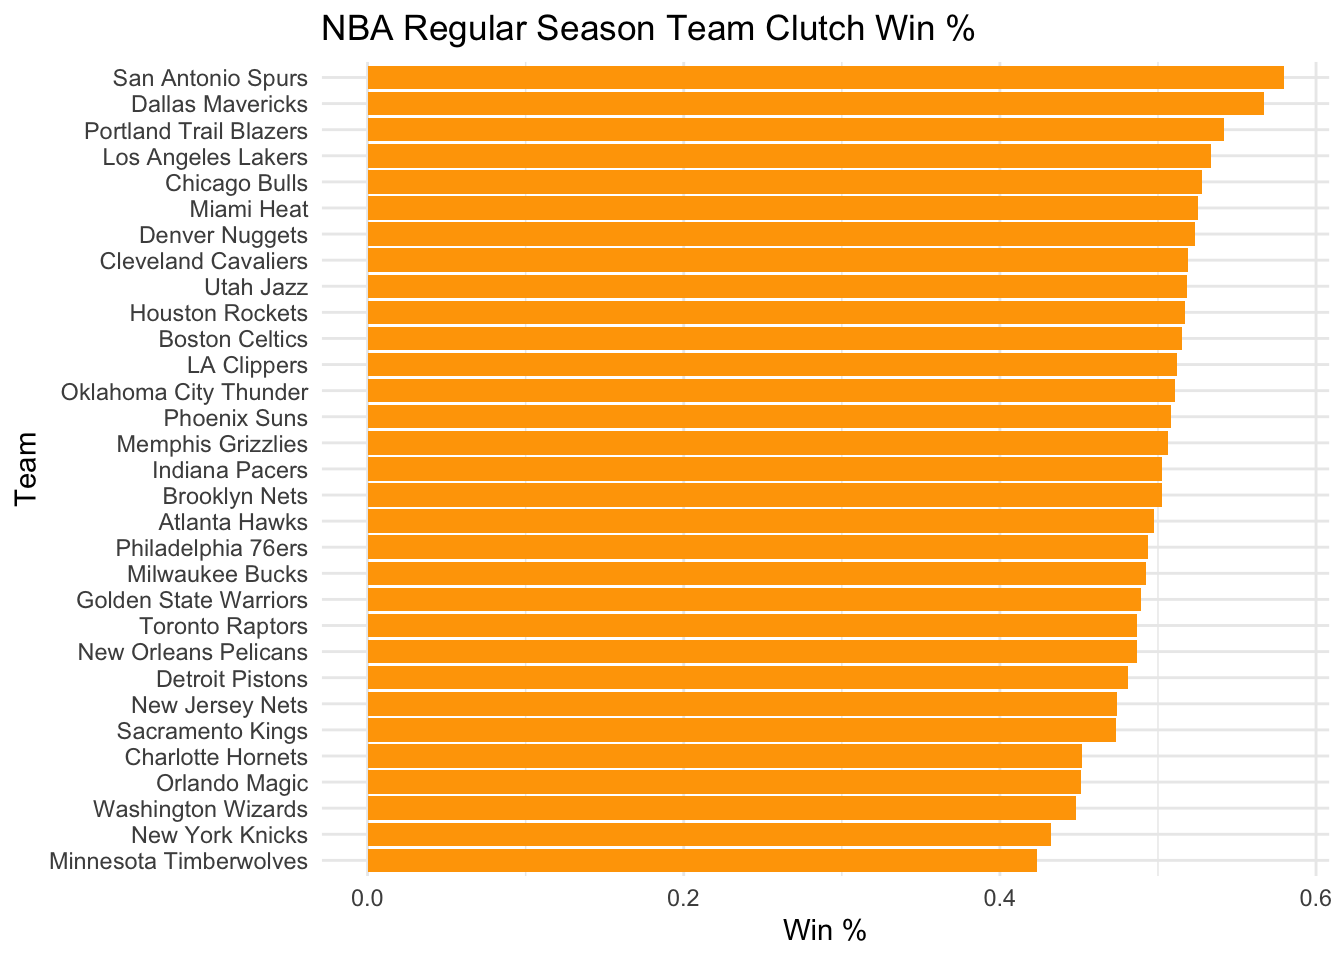 NBA Regular Season Team Clutch Win %
San Antonio Spurs
Dallas Mavericks
Portland Trail Blazers
Los Angeles Lakers
Chicago Bulls
Miami Heat
Denver Nuggets
Cleveland Cavaliers
Utah Jazz
Houston Rockets
Boston Celtics
LA Clippers
Oklahoma City Thunder
Phoenix Suns
Memphis Grizzlies
Indiana Pacers
Brooklyn Nets
Atlanta Hawks
Philadelphia 76ers
Milwaukee Bucks
Golden State Warriors
Toronto Raptors
New Orleans Pelicans
Detroit Pistons
New Jersey Nets
Sacramento Kings
Charlotte Hornets
Orlando Magic
Washington Wizards
New York Knicks
Minnesota Timberwolves
Team
0.0 0.2 0.4 0.6
Win %